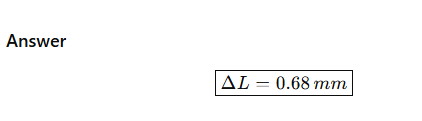 Answer
ΔL = 0.68 mm